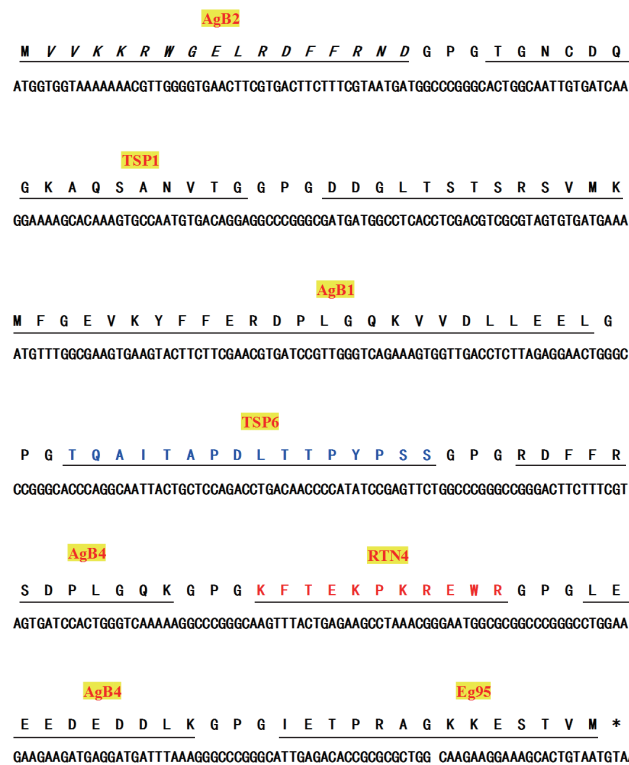 AgB2
M V V K K R W G E L R D F F R N D G P G T G N C D Q
ATGGTGGTAAAAAAACGTTGGGGTGAACTTCGTGACTTCTTTCGTAATGATGGCCCGGGCACTGGCAATTGTGATCAA
TSP1
G K A Q S A N V T G G P G D D G L T S T S R S V M K
GGAAAAGCACAAAGTGCCAATGTGACAGGAGGCCCGGGCGATGATGGCCTCACCTCGACGTCGCGTAGTGTGATGAAA
AgB1
M F G E V K Y F F E R D P L G Q K V V D L L E E L G
ATGTTTGGCGAAGTGAAGTACTTCTTCGAACGTGATCCGTTGGGTCAGAAAGTGGTTGACCTCTTAGAGGAACTGGGC
TSP6
P G T Q A I T A P D L T T P Y P S S G P G R D F F R
CCGGGCACCCAGGCAATTACTGCTCCAGACCTGACAACCCCATATCCGAGTTCTGGCCCGGGCCGGGACTTCTTTCGT
AgB4 RTN4
S D P L G Q K G P G K F T E K P K R E W R G P G L E
AGTGATCCACTGGGTCAAAAAGGCCCGGGCAAGTTTACTGAGAAGCCTAAACGGGAATGGCGCGGCCCGGGCCTGGAA
AgB4 Eg95
E E D E D D L K G P G I E T P R A G K K E S T V M *
GAAGAAGATGAGGATGATTTAAAGGGCCCGGGCATTGAGACACCGCGCGCTGG CAAGAAGGAAAGCACTGTAATGTAA